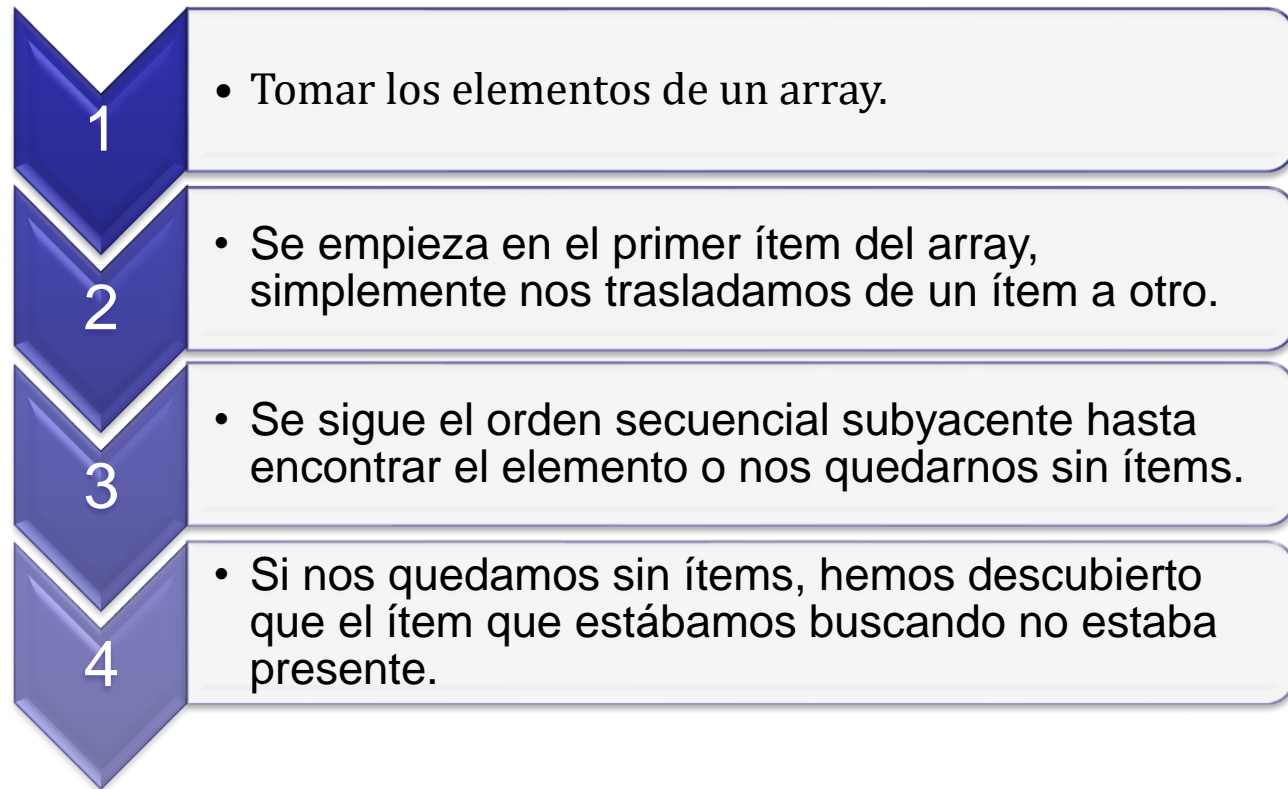 1
• Tomar los elementos de un array.
2
• Se empieza en el primer ítem del array,
simplemente nos trasladamos de un ítem a otro.
3
• Se sigue el orden secuencial subyacente hasta
encontrar el elemento o nos quedarnos sin ítems.
4
• Si nos quedamos sin ítems, hemos descubierto
que el ítem que estábamos buscando no estaba
presente.